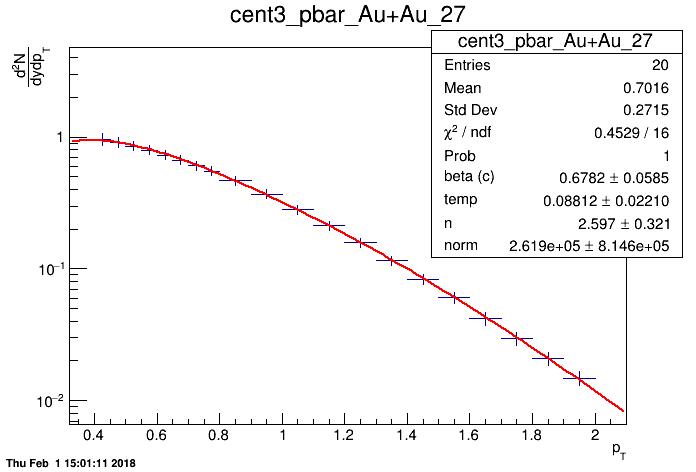 cent3_pbar_Au+Au_27
cent3_pbar_Au+Au_27
Entries 20
Mean 0.7016
Std Dev 0.2715
χ² / ndf 0.4529 / 16
Prob 1
beta (c) 0.6782 ± 0.0585
temp 0.08812 ± 0.02210
n 2.597 ± 0.321
norm 2.619e+05 ± 8.146e+05
d²N
dydp_T
1
10⁻¹
10⁻²
0.4 0.6 0.8 1 1.2 1.4 1.6 1.8 2
p_T
Thu Feb 1 15:01:11 2018